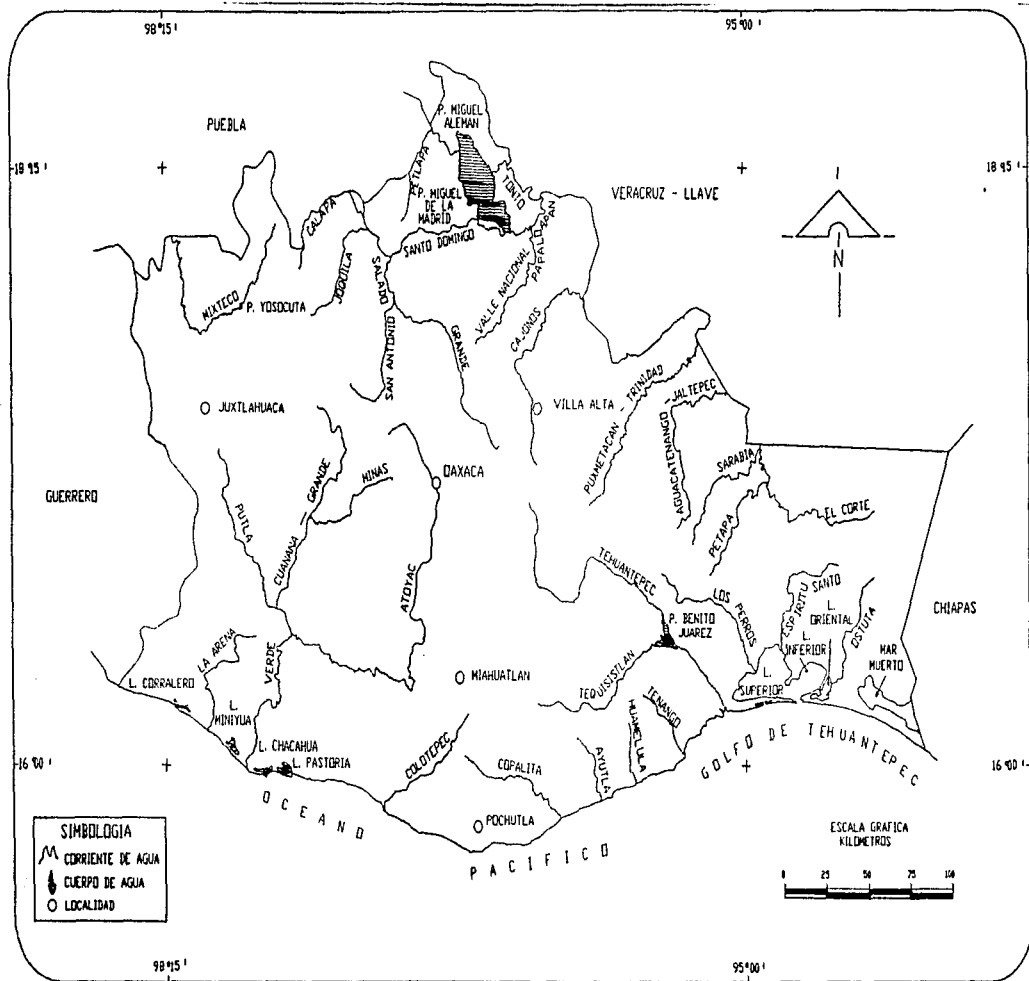 98°15'
95°00'
PUEBLA
P. MIGUEL
ALEMAN
18°95'
18°95'
PETLAPA
TONTO
VERACRUZ - LLAVE
P. MIGUEL
DE LA
MADRID
CALAPA
SANTO DOMINGO
PAPALOAPAN
N
MIXTECO
P. YOSOCUTA
JOQUILA
SALADO
VALLE NACIONAL
CAJONOS
SAN ANTONIO
GRANDE
JUXTLAHUACA
VILLA ALTA
PUXMETACAN - TRINIDAD
AGUACATENANGO - JALTEPEC
OAXACA
GUERRERO
PUTLA
CUANANA - GRANDE
MINAS
SARABIA
PETAPA
EL CORTE
ATOYAC
TEHUANTEPEC
LOS PERROS
ESPIRITU
SANTO
L.
ORIENTAL
OSTUTA
CHIAPAS
P. BENITO
JUAREZ
L.
INFERIOR
MAR
MUERTO
LA ARENA
VERDE
L. CORRALERO
L.
MINIYUA
MIAHUATLAN
TEQUISISTLAN
TENANGO
L.
SUPERIOR
HUAMELULA
L. CHACAHUA
L. PASTORIA
COLOTEPEC
COPALITA
AYUTLA
GOLFO DE TEHUANTEPEC
16°00'
16°00'
OCEANO
PACIFICO
POCHUTLA
SIMBOLOGIA
CORRIENTE DE AGUA
CUERPO DE AGUA
LOCALIDAD
ESCALA GRAFICA
KILOMETROS
0 25 50 75 100
98°15'
95°00'